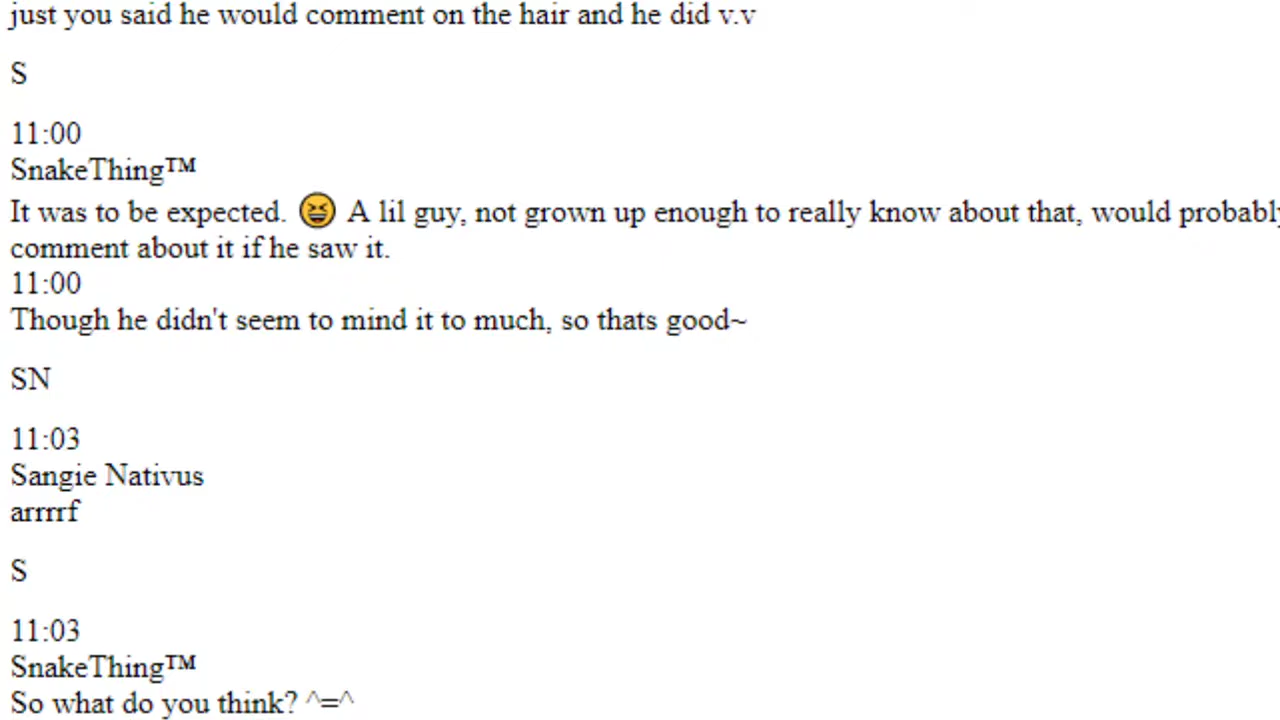 just you said he would comment on the hair and he did v.v
S
11:00
SnakeThing™
It was to be expected. 😆 A lil guy, not grown up enough to really know about that, would probably
comment about it if he saw it.
11:00
Though he didn't seem to mind it to much, so thats good~
SN
11:03
Sangie Nativus
arrrrf
S
11:03
SnakeThing™
So what do you think? ^=^